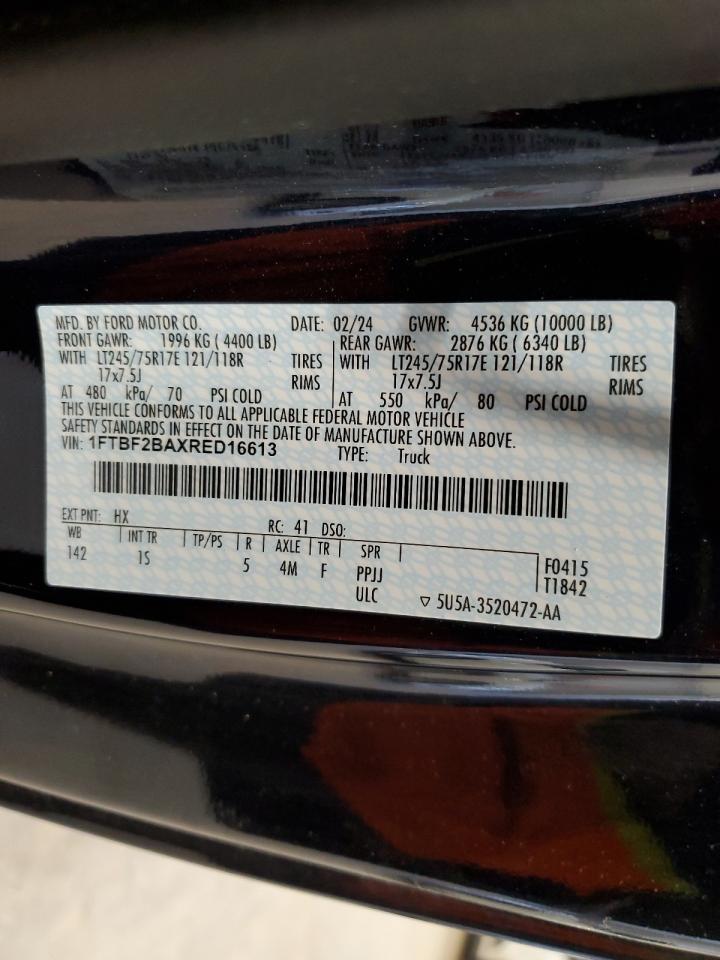 MFD. BY FORD MOTOR CO. DATE: 02/24 GVWR: 4536 KG (10000 LB)
FRONT GAWR: 1996 KG ( 4400 LB) REAR GAWR: 2876 KG ( 6340 LB)
WITH LT245/75R17E 121/118R TIRES WITH LT245/75R17E 121/118R TIRES
17x7.5J RIMS 17x7.5J RIMS
AT 480 kPa/ 70 PSI COLD AT 550 kPa/ 80 PSI COLD
THIS VEHICLE CONFORMS TO ALL APPLICABLE FEDERAL MOTOR VEHICLE
SAFETY STANDARDS IN EFFECT ON THE DATE OF MANUFACTURE SHOWN ABOVE.
VIN: 1FTBF2BAXRED16613 TYPE: Truck
EXT PNT: HX RC: 41 DSO:
WB INT TR TP/PS R AXLE TR SPR
142 1S 5 4M F PPJJ F0415
ULC T1842
▽ 5U5A-3520472-AA